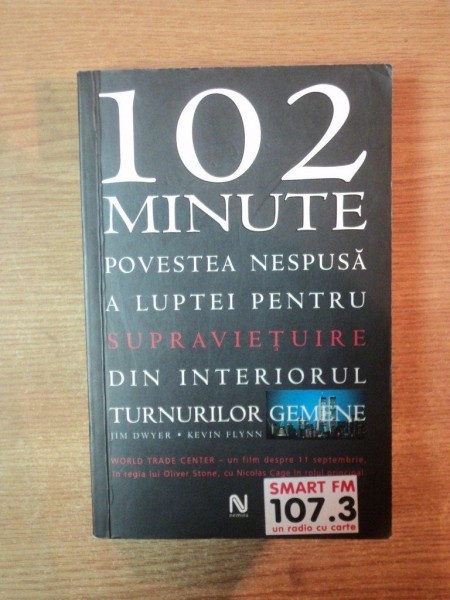 102
MINUTE
POVESTEA NESPUSĂ
A LUPTEI PENTRU
SUPRAVIEȚUIRE
DIN INTERIORUL
TURNURILOR GEMENE
JIM DWYER • KEVIN FLYNN
WORLD TRADE CENTER – un film despre 11 septembrie,
în regia lui Oliver Stone, cu Nicolas Cage în rolul principal
N
nemira
SMART FM
107.3
un radio cu carte